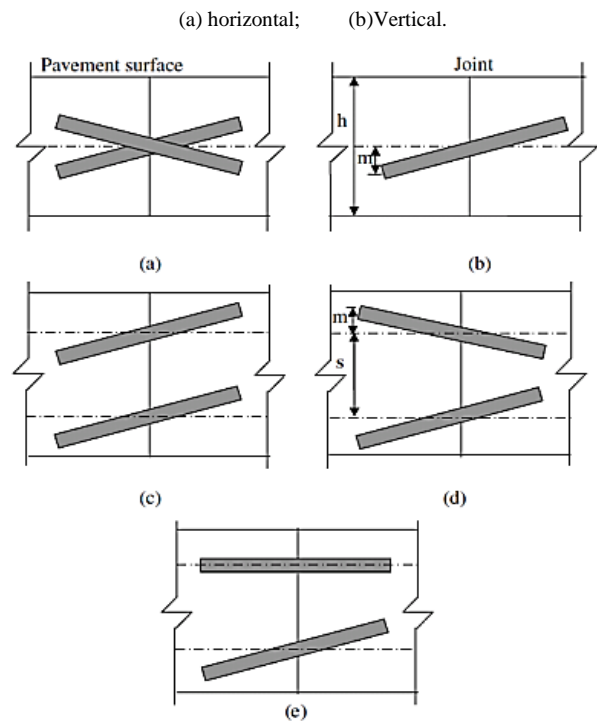 (a) horizontal; (b)Vertical.
Pavement surface
Joint
h
m
(a)
(b)
m
s
(c)
(d)
(e)